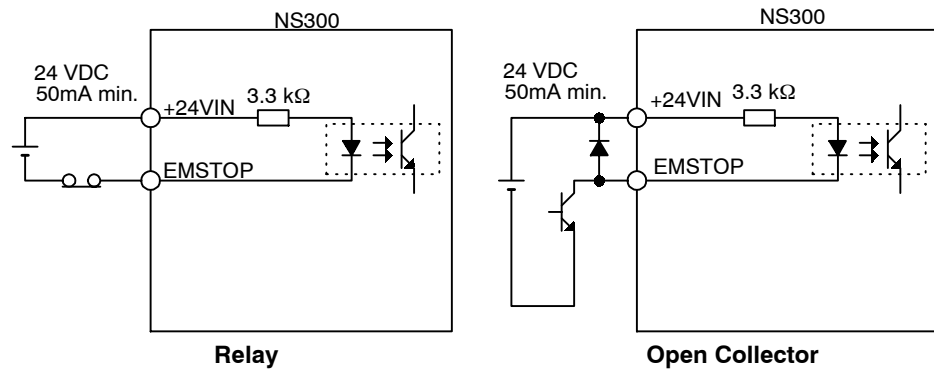 NS300
24 VDC
50mA min.
+24VIN
3.3 kΩ
EMSTOP
Relay
NS300
24 VDC
50mA min.
+24VIN
3.3 kΩ
EMSTOP
Open Collector